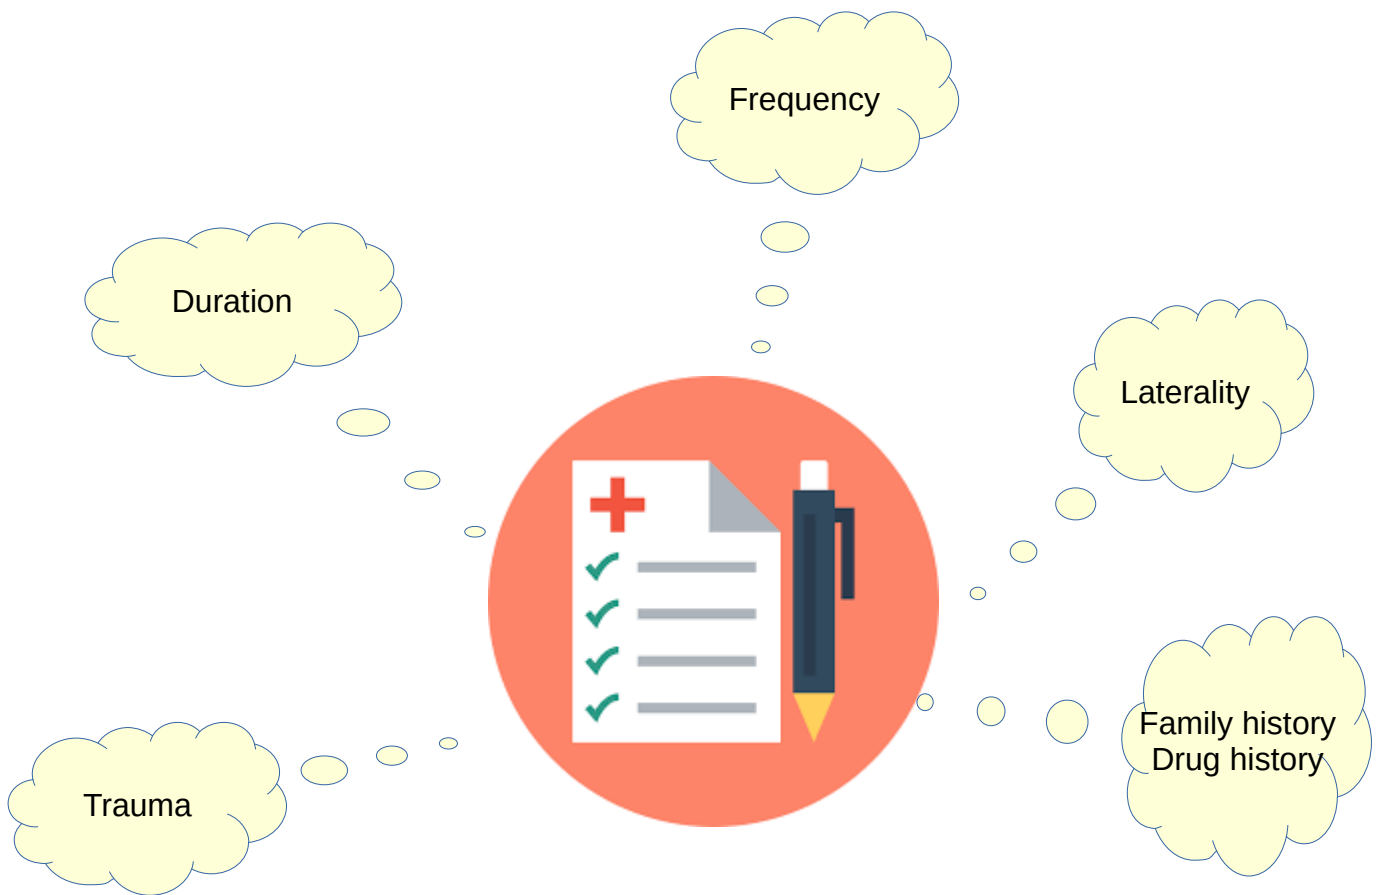 Frequency
Duration
Laterality
Family history
Drug history
Trauma